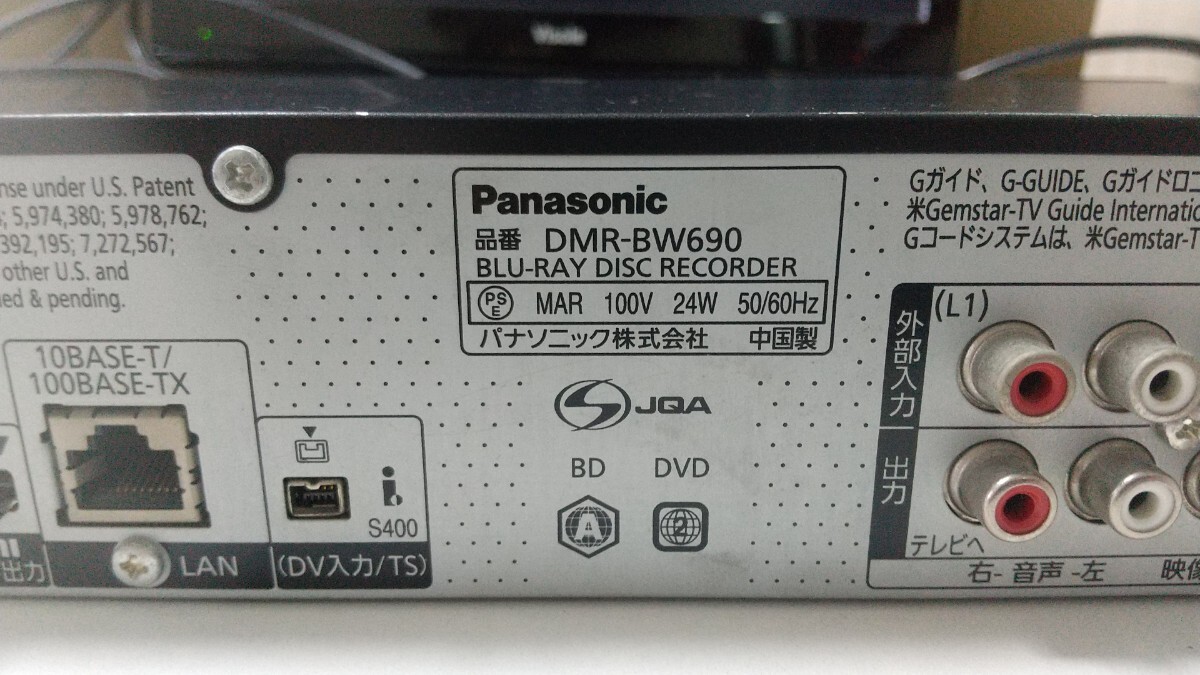 Viera
nse under U.S. Patent
5,974,380; 5,978,762;
392,195; 7,272,567;
other U.S. and
ed & pending.
Panasonic
品番 DMR-BW690
BLU-RAY DISC RECORDER
PS E MAR 100V 24W 50/60Hz
パナソニック株式会社 中国製
Gガイド、G-GUIDE、Gガイドロゴ
米Gemstar-TV Guide Internatio
Gコードシステムは、米Gemstar-T
10BASE-T/
100BASE-TX
LAN
出力
i
S400
(DV入力/TS)
JQA
BD DVD
A 2
(L1)
外部入力
出力
テレビへ
右- 音声 -左 映像